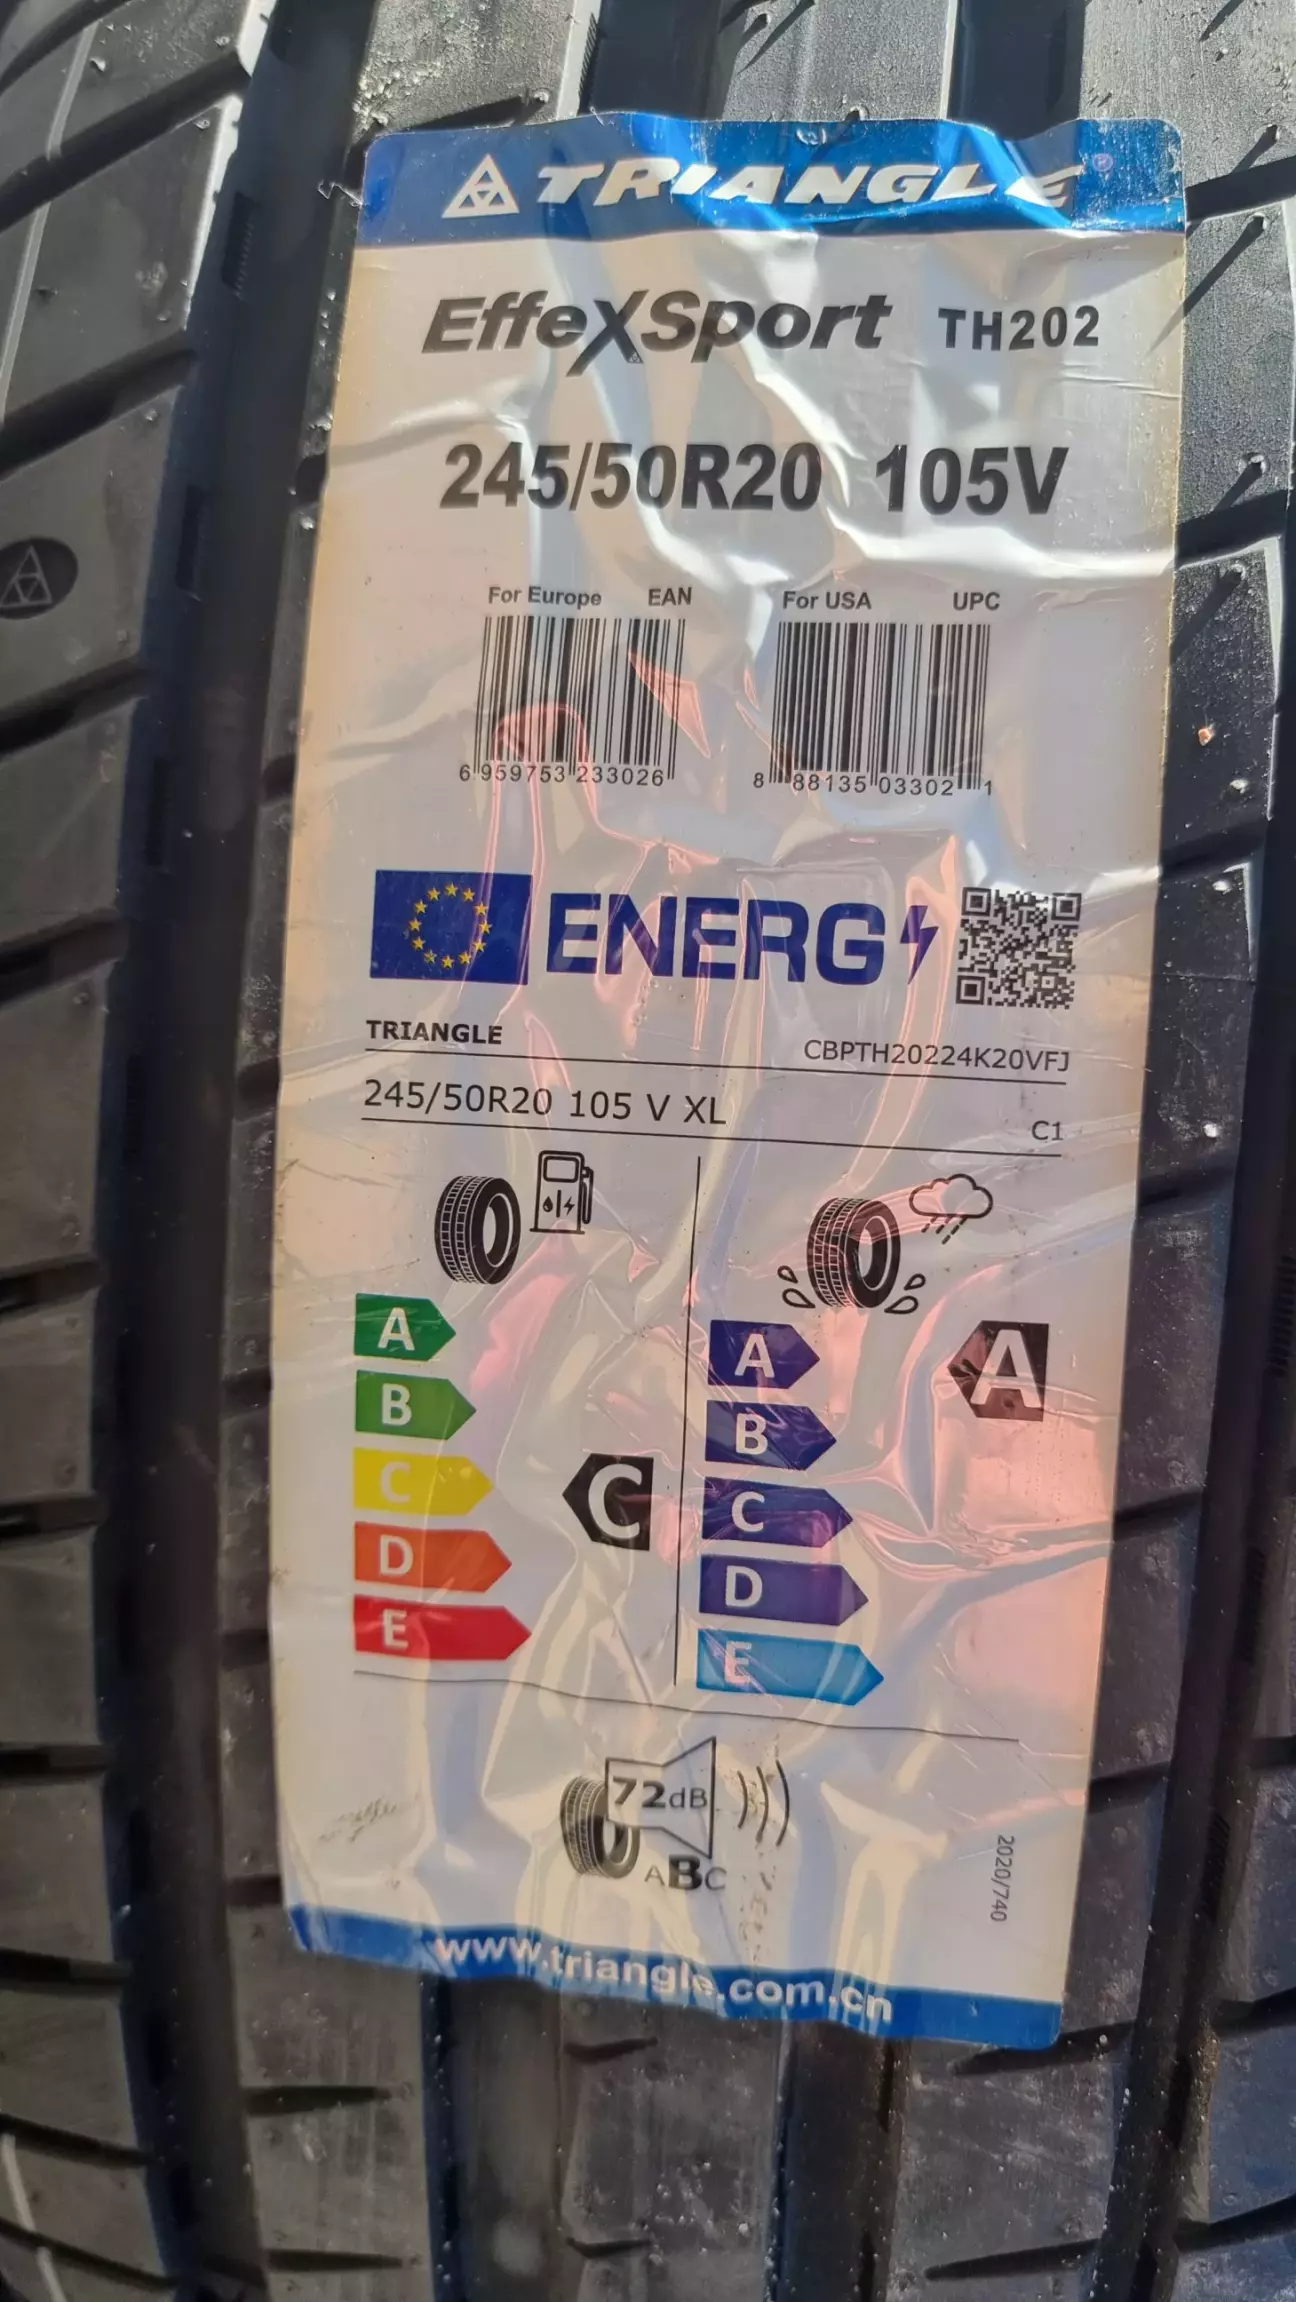 TRIANGLE
EffeXSport TH202
245/50R20 105V
For Europe EAN For USA UPC
6 959753 233026 8 88135 03302 1
ENERG
TRIANGLE CBPTH20224K20VFJ
245/50R20 105 V XL C1
A A A
B B
C C C
D D
E E
72dB
ABC
2020/740
www.triangle.com.cn